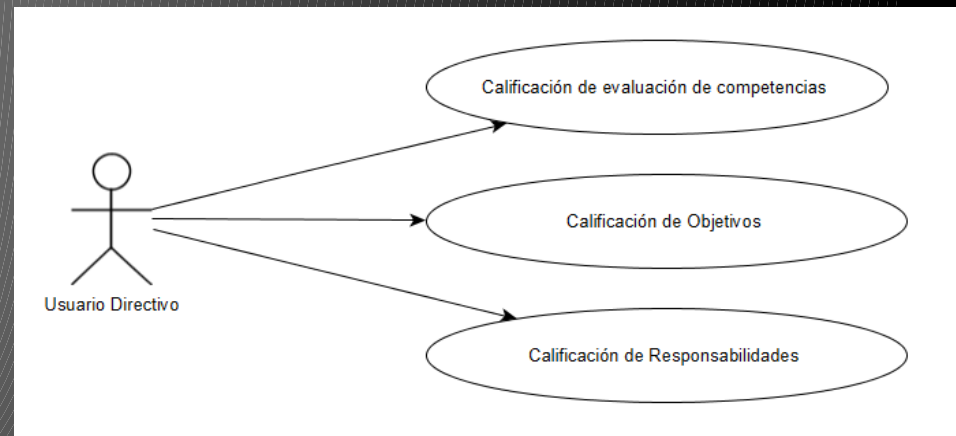 Calificación de evaluación de competencias
Calificación de Objetivos
Usuario Directivo
Calificación de Responsabilidades